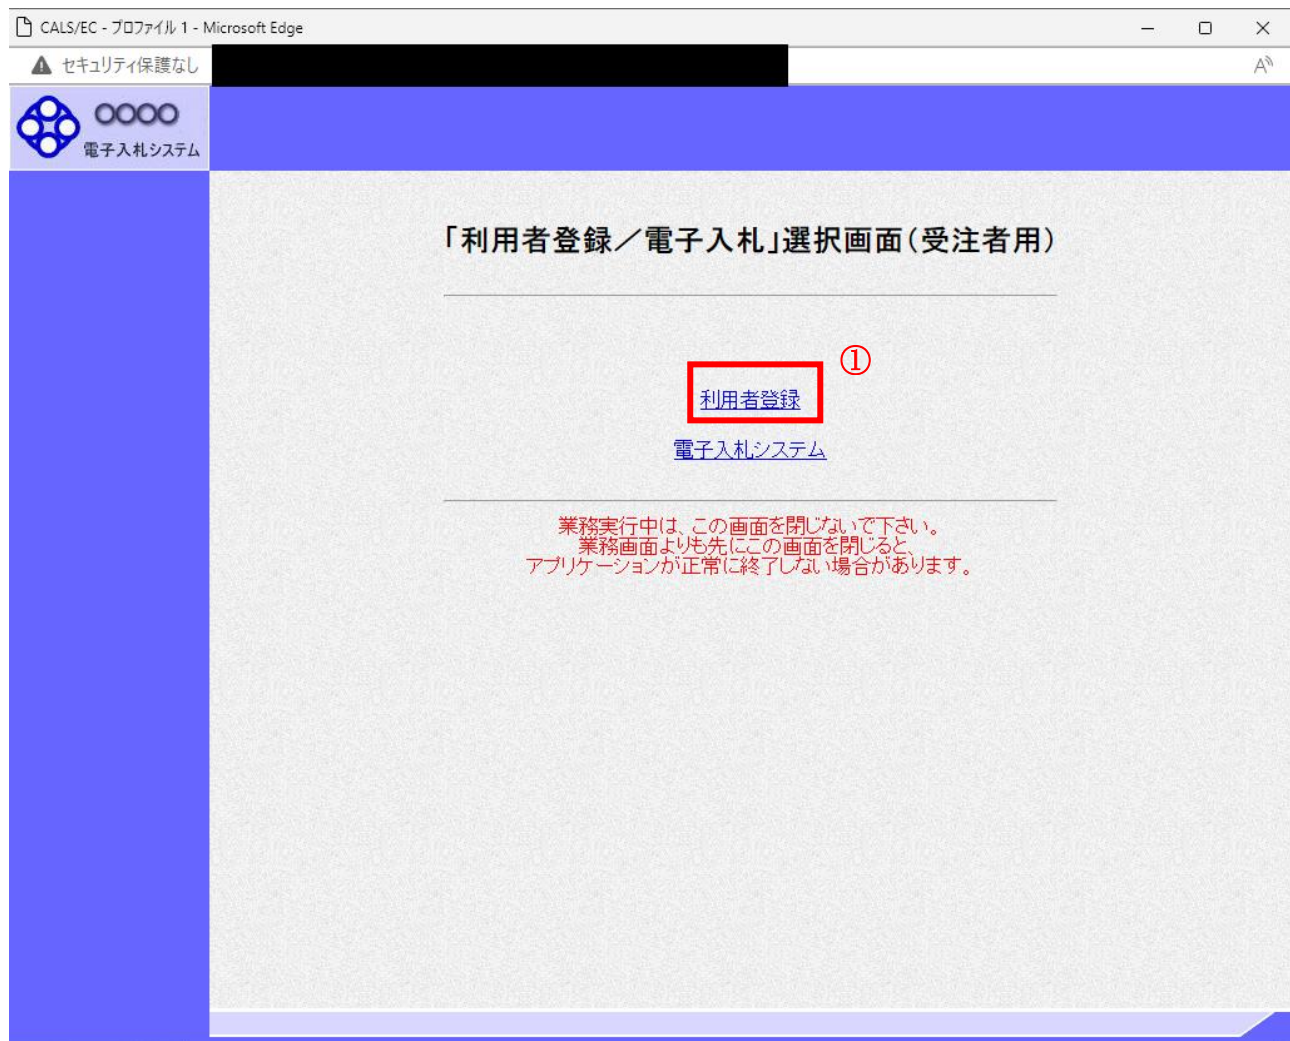 CALS/EC - プロファイル 1 - Microsoft Edge
セキュリティ保護なし
A
○○○○
電子入札システム
「利用者登録／電子入札」選択画面（受注者用）
①
利用者登録
電子入札システム
業務実行中は、この画面を閉じないで下さい。
業務画面よりも先にこの画面を閉じると、
アプリケーションが正常に終了しない場合があります。